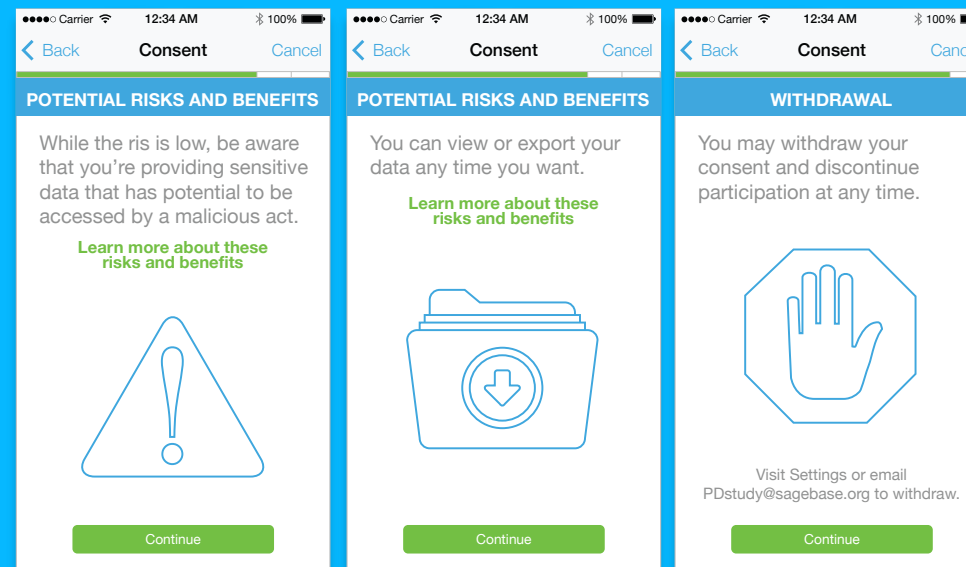 Carrier 12:34 AM 100%
Back Consent Cancel
POTENTIAL RISKS AND BENEFITS
While the ris is low, be aware
that you’re providing sensitive
data that has potential to be
accessed by a malicious act.
Learn more about these
risks and benefits
Continue
Carrier 12:34 AM 100%
Back Consent Cancel
POTENTIAL RISKS AND BENEFITS
You can view or export your
data any time you want.
Learn more about these
risks and benefits
Continue
Carrier 12:34 AM 100%
Back Consent Canc
WITHDRAWAL
You may withdraw your
consent and discontinue
participation at any time.
Visit Settings or email
PDstudy@sagebase.org to withdraw.
Continue